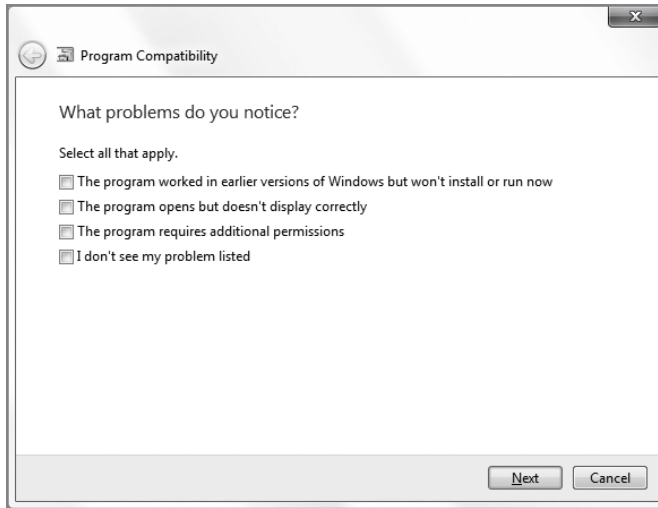 Program Compatibility
What problems do you notice?
Select all that apply.
The program worked in earlier versions of Windows but won't install or run now
The program opens but doesn't display correctly
The program requires additional permissions
I don't see my problem listed
Next Cancel